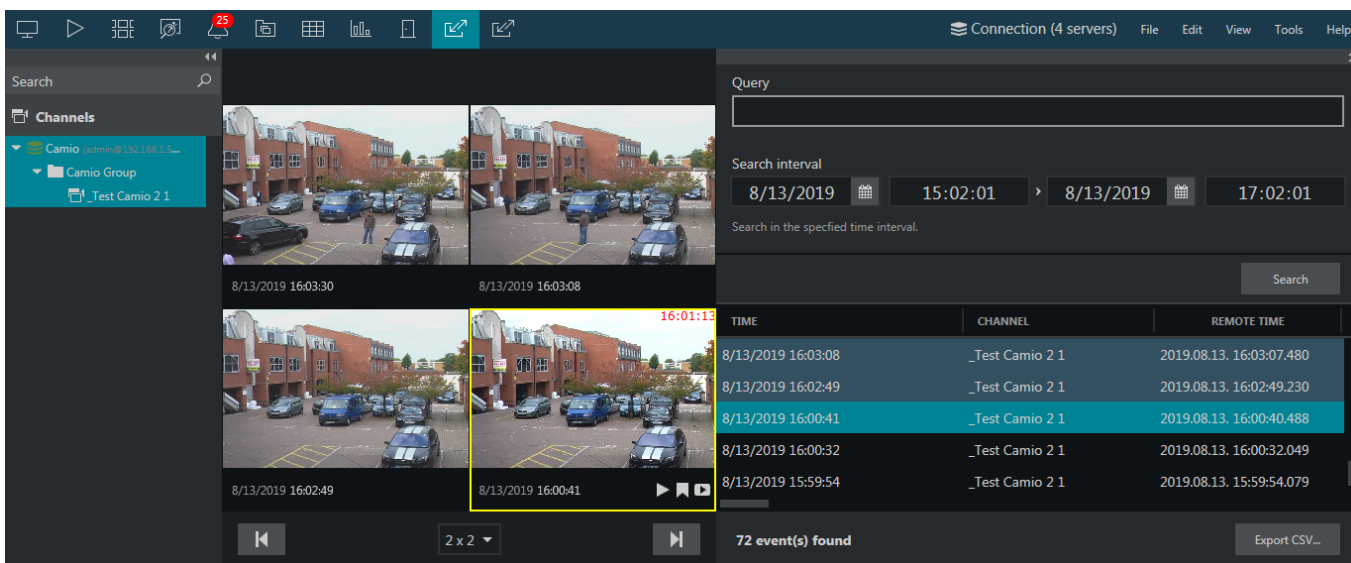 25
Connection (4 servers) File Edit View Tools Help
Search
Channels
Camio (admin@192.168.1.5...
Camio Group
_Test Camio 2 1
8/13/2019 16:03:30
8/13/2019 16:03:08
16:01:13
8/13/2019 16:02:49
8/13/2019 16:00:41
2 x 2
Query
Search interval
8/13/2019 15:02:01 › 8/13/2019 17:02:01
Search in the specfied time interval.
Search
TIME CHANNEL REMOTE TIME
8/13/2019 16:03:08 _Test Camio 2 1 2019.08.13. 16:03:07.480
8/13/2019 16:02:49 _Test Camio 2 1 2019.08.13. 16:02:49.230
8/13/2019 16:00:41 _Test Camio 2 1 2019.08.13. 16:00:40.488
8/13/2019 16:00:32 _Test Camio 2 1 2019.08.13. 16:00:32.049
8/13/2019 15:59:54 _Test Camio 2 1 2019.08.13. 15:59:54.079
72 event(s) found
Export CSV...